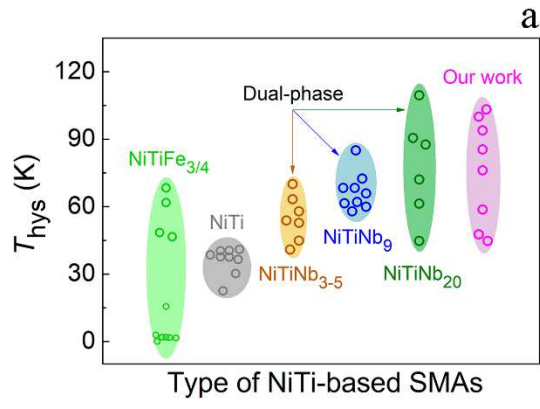 a
120
90
60
30
0
T_hys (K)
NiTiFe3/4
NiTi
Dual-phase
NiTiNb3-5
NiTiNb9
NiTiNb20
Our work
Type of NiTi-based SMAs